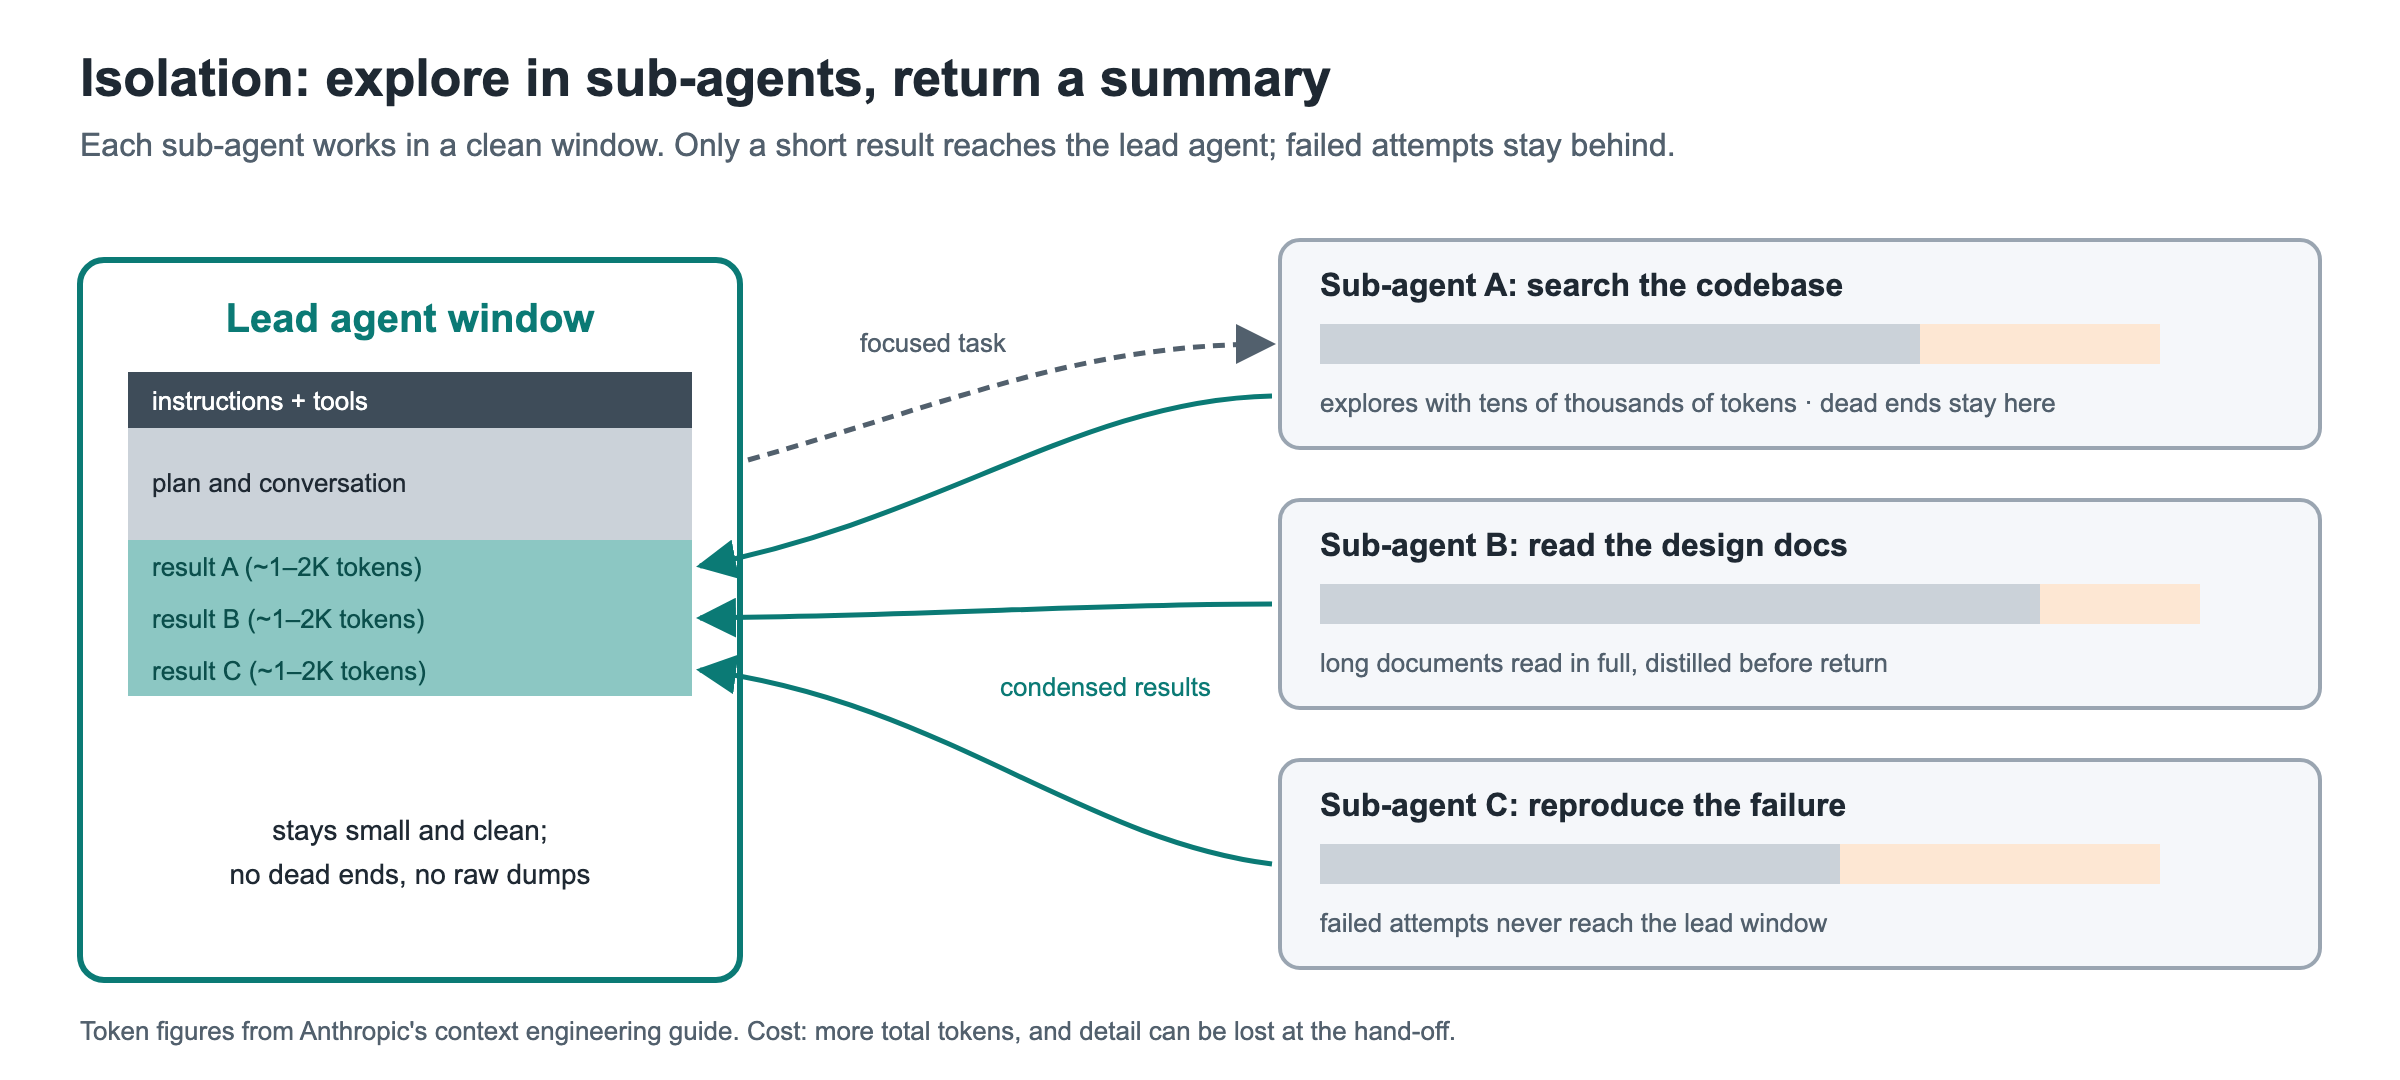 Isolation: explore in sub-agents, return a summary
Each sub-agent works in a clean window. Only a short result reaches the lead agent; failed attempts stay behind.
Lead agent window
instructions + tools
plan and conversation
result A (~1–2K tokens)
result B (~1–2K tokens)
result C (~1–2K tokens)
stays small and clean;
no dead ends, no raw dumps
focused task
condensed results
Sub-agent A: search the codebase
explores with tens of thousands of tokens · dead ends stay here
Sub-agent B: read the design docs
long documents read in full, distilled before return
Sub-agent C: reproduce the failure
failed attempts never reach the lead window
Token figures from Anthropic's context engineering guide. Cost: more total tokens, and detail can be lost at the hand-off.